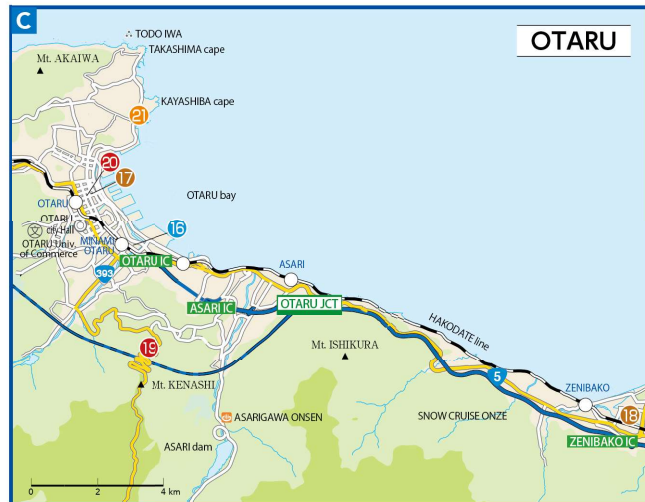 C
OTARU
TODO IWA
TAKASHIMA cape
Mt. AKAIWA
KAYASHIBA cape
21
20
17
OTARU bay
OTARU
OTARU
city Hall
16
MINAMI
OTARU
OTARU Univ.
of Commerce
OTARU IC
393
ASARI
ASARI IC
OTARU JCT
HAKODATE line
19
Mt. ISHIKURA
5
Mt. KENASHI
ZENIBAKO
SNOW CRUISE ONZE
18
ASARIGAWA ONSEN
ZENIBAKO IC
ASARI dam
0 2 4 km